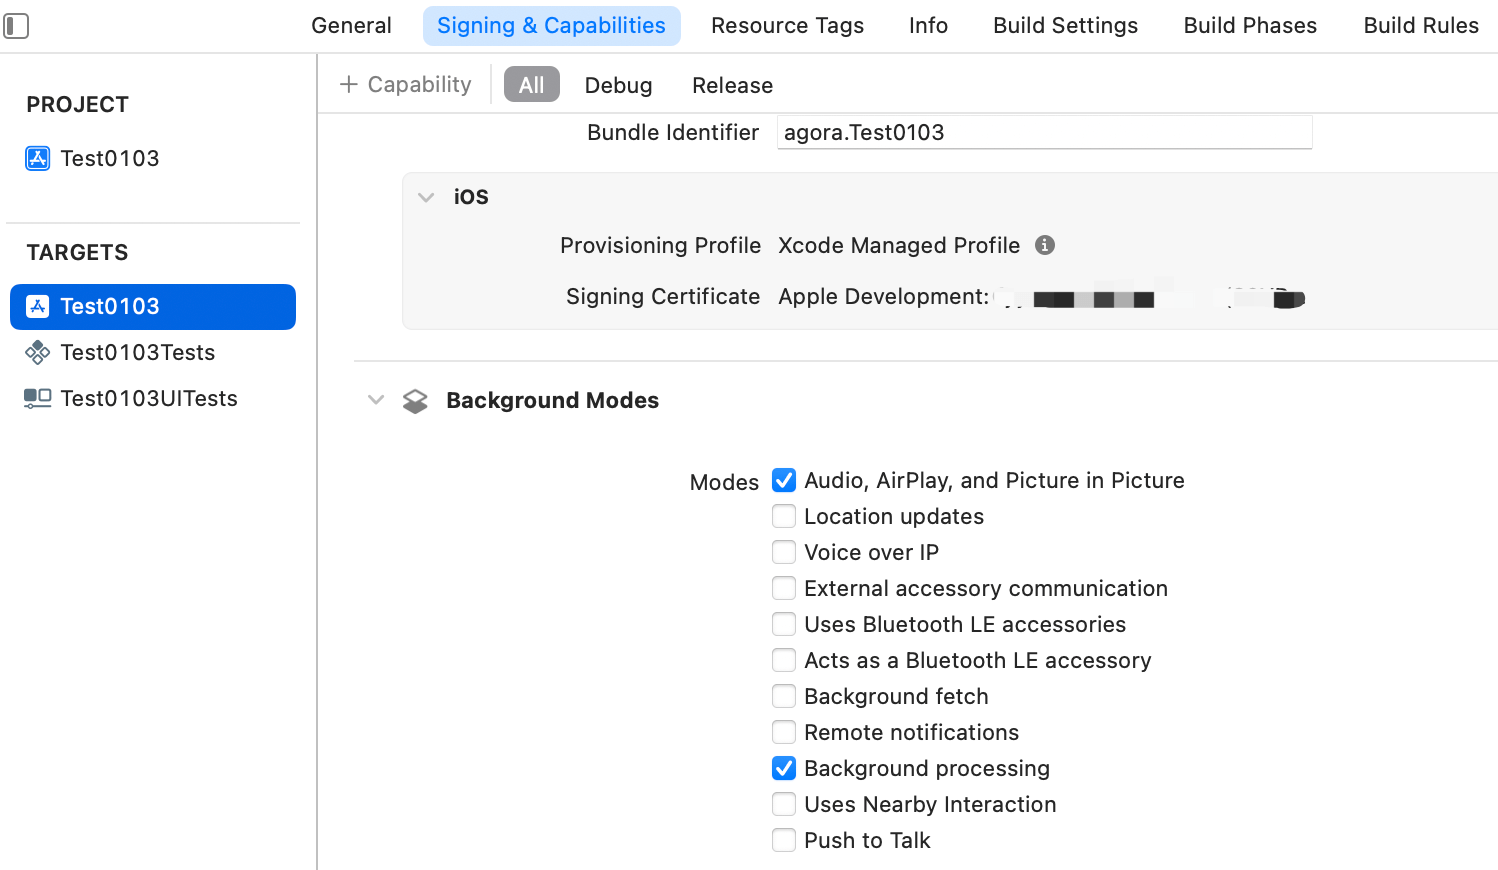 General Signing & Capabilities Resource Tags Info Build Settings Build Phases Build Rules
+ Capability All Debug Release
PROJECT
Test0103
TARGETS
Test0103
Test0103Tests
Test0103UITests
Bundle Identifier agora.Test0103
iOS
Provisioning Profile Xcode Managed Profile
Signing Certificate Apple Development:
Background Modes
Modes Audio, AirPlay, and Picture in Picture
Location updates
Voice over IP
External accessory communication
Uses Bluetooth LE accessories
Acts as a Bluetooth LE accessory
Background fetch
Remote notifications
Background processing
Uses Nearby Interaction
Push to Talk